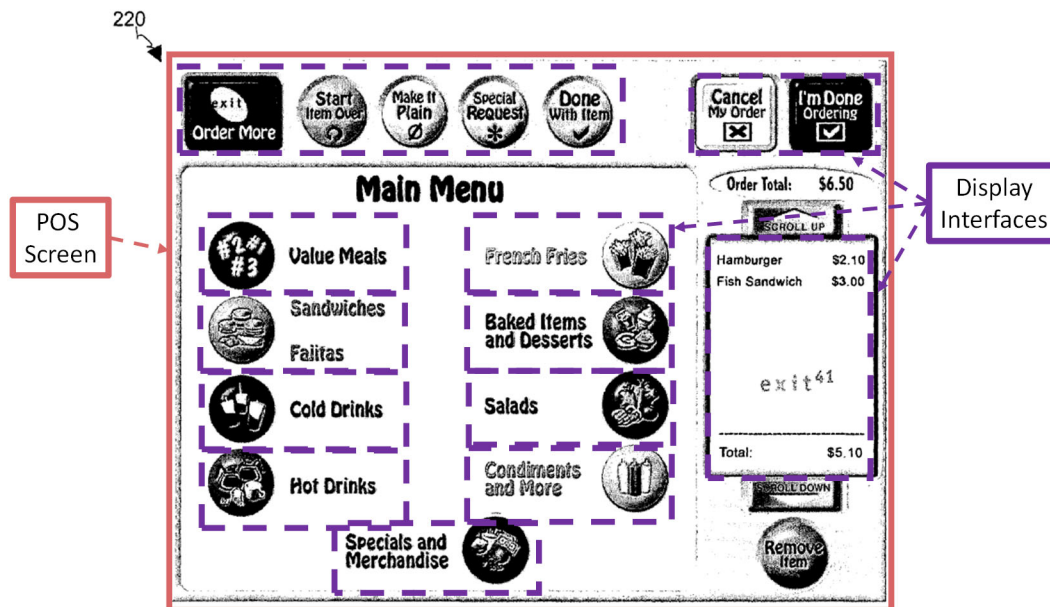 220
exit
Order More
Start
Item Over
Make It
Plain
Special
Request
Done
With Item
Cancel
My Order
I'm Done
Ordering
Main Menu
Order Total: $6.50
SCROLL UP
POS
Screen
Display
Interfaces
#2 #1
#3
Value Meals
French Fries
Hamburger $2.10
Fish Sandwich $3.00
Sandwiches
Fajitas
Baked Items
and Desserts
exit41
Cold Drinks
Salads
Total: $5.10
Hot Drinks
Condiments
and More
SCROLL DOWN
Specials and
Merchandise
Remove
Item